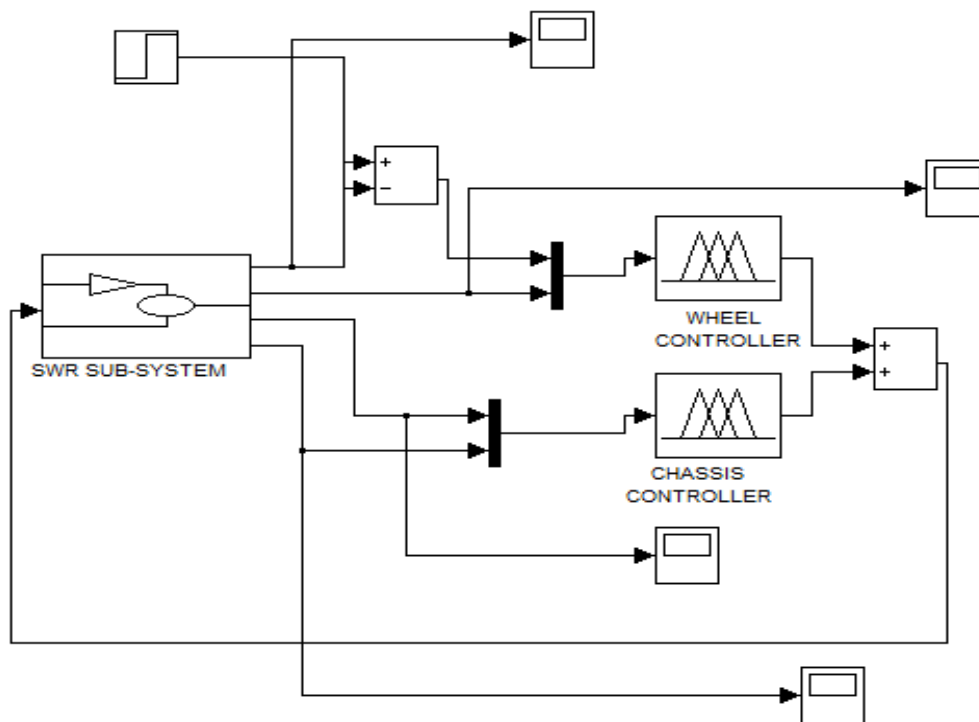 +
−
WHEEL
CONTROLLER
SWR SUB-SYSTEM
+
+
CHASSIS
CONTROLLER